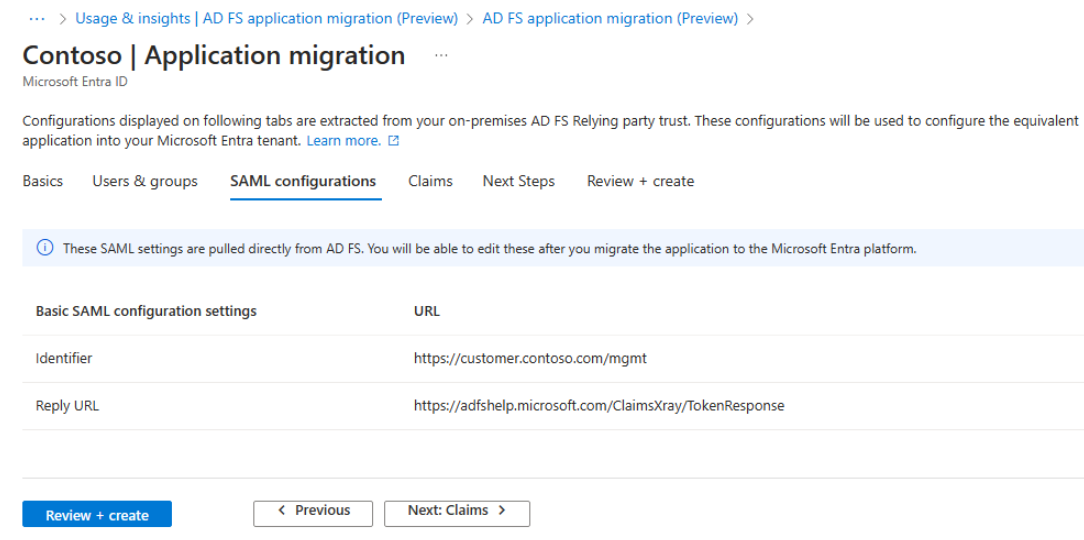 ··· > Usage & insights | AD FS application migration (Preview) > AD FS application migration (Preview) >
Contoso | Application migration ···
Microsoft Entra ID
Configurations displayed on following tabs are extracted from your on-premises AD FS Relying party trust. These configurations will be used to configure the equivalent
application into your Microsoft Entra tenant. Learn more.
Basics Users & groups SAML configurations Claims Next Steps Review + create
These SAML settings are pulled directly from AD FS. You will be able to edit these after you migrate the application to the Microsoft Entra platform.
Basic SAML configuration settings URL
Identifier https://customer.contoso.com/mgmt
Reply URL https://adfshelp.microsoft.com/ClaimsXray/TokenResponse
Review + create < Previous Next: Claims >